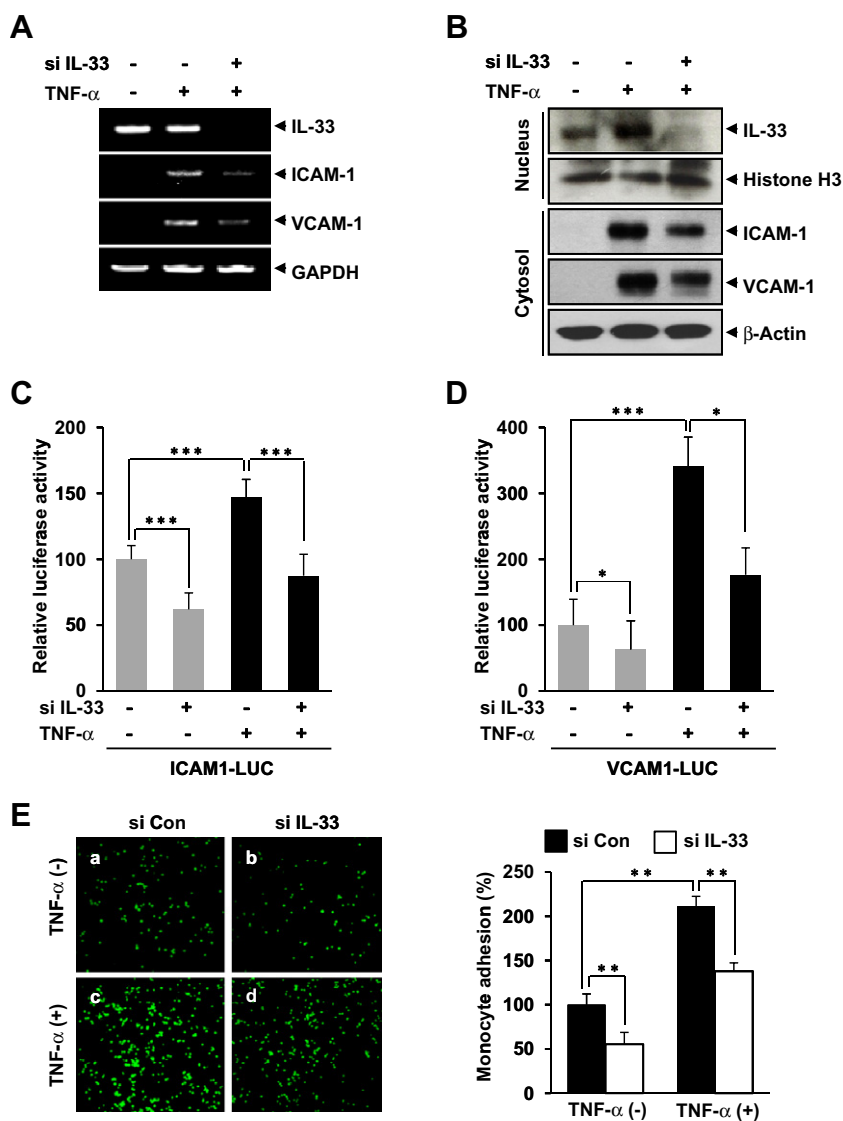 A
si IL-33 - - +
TNF-α - + +
IL-33
ICAM-1
VCAM-1
GAPDH
B
si IL-33 - - +
TNF-α - + +
Nucleus
IL-33
Histone H3
Cytosol
ICAM-1
VCAM-1
β-Actin
C
Relative luciferase activity
200
150
100
50
0
***
***
***
si IL-33 - + - +
TNF-α - - + +
ICAM1-LUC
D
Relative luciferase activity
400
300
200
100
0
***
*
*
si IL-33 - + - +
TNF-α - - + +
VCAM1-LUC
E
si Con si IL-33
TNF-α (-)
a b
TNF-α (+)
c d
si Con si IL-33
Monocyte adhesion (%)
250
200
150
100
50
0
**
**
**
TNF-α (-) TNF-α (+)